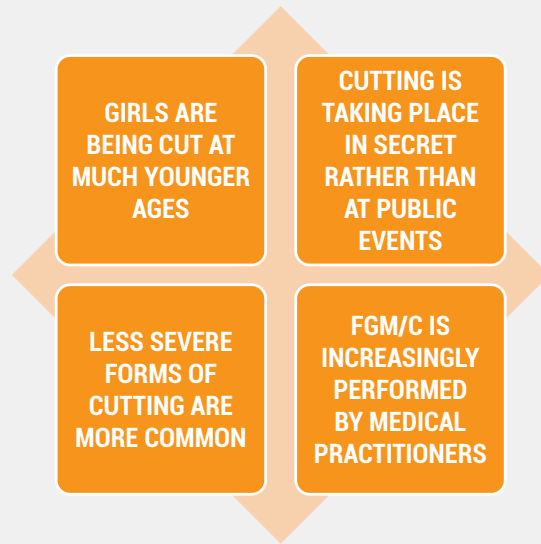 GIRLS ARE
BEING CUT AT
MUCH YOUNGER
AGES
CUTTING IS
TAKING PLACE
IN SECRET
RATHER THAN
AT PUBLIC
EVENTS
LESS SEVERE
FORMS OF
CUTTING ARE
MORE COMMON
FGM/C IS
INCREASINGLY
PERFORMED
BY MEDICAL
PRACTITIONERS